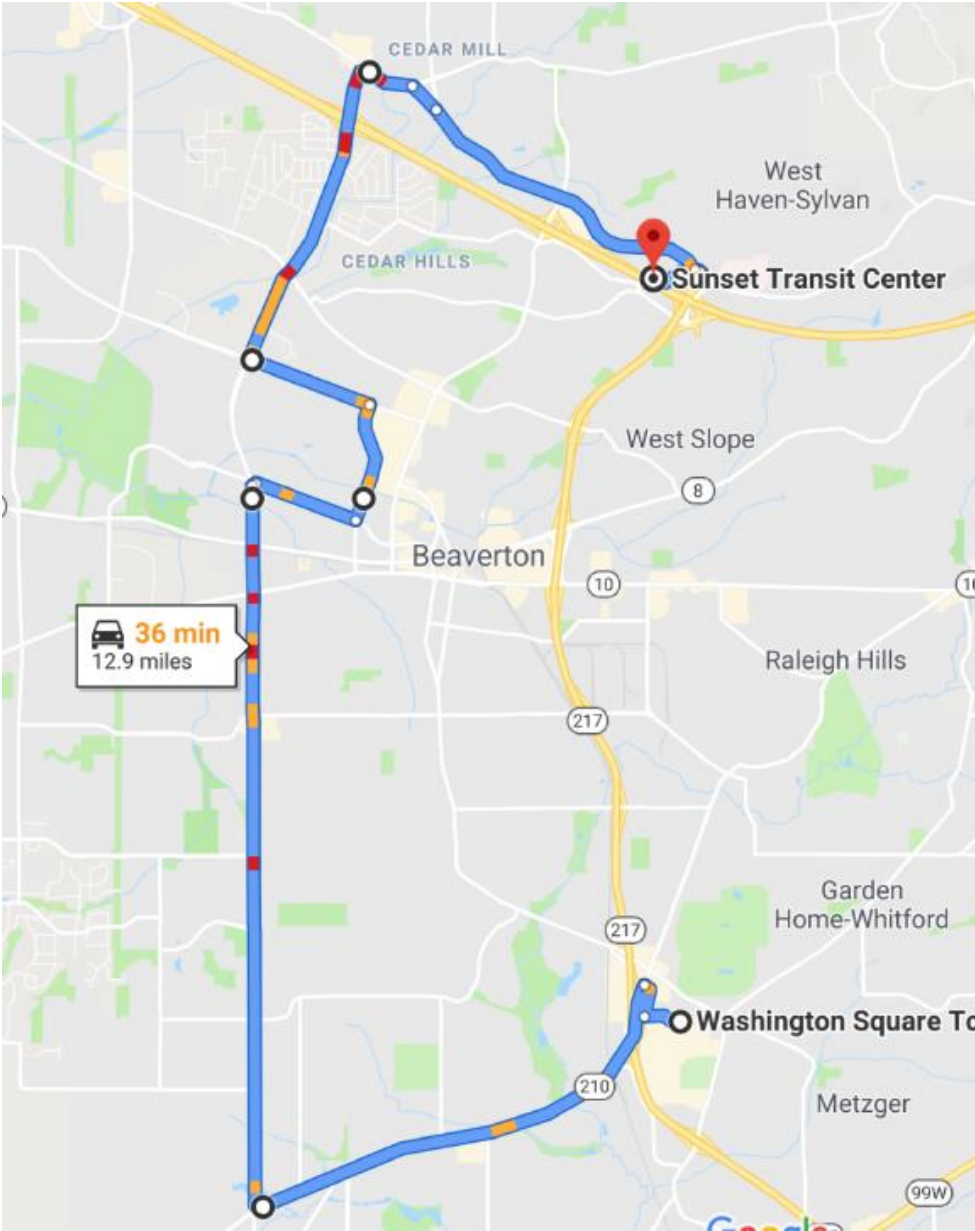 CEDAR MILL
West
Haven-Sylvan
CEDAR HILLS
Sunset Transit Center
West Slope
8
Beaverton
10
36 min
12.9 miles
Raleigh Hills
217
Garden
Home-Whitford
217
Washington Square
210
Metzger
99W
Google